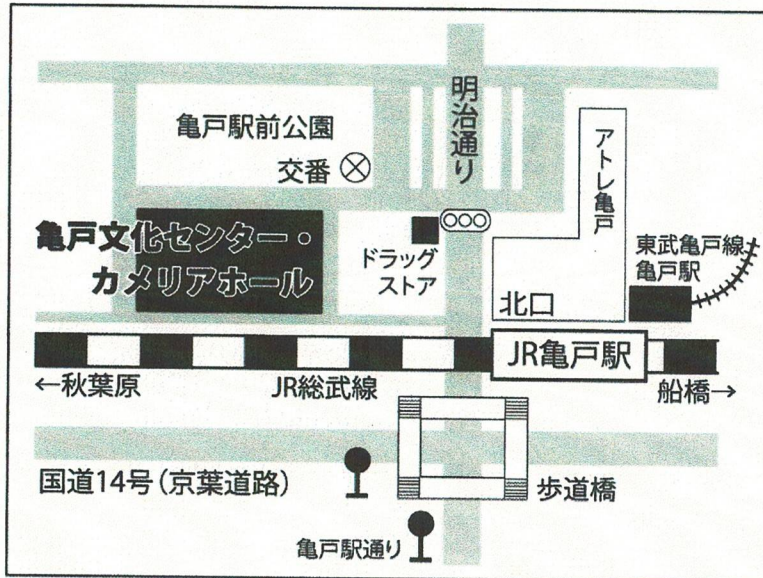 明治通り
亀戸駅前公園
交番
アトレ亀戸
亀戸文化センター・
カメリアホール
ドラッグ
ストア
東武亀戸線
亀戸駅
北口
JR亀戸駅
←秋葉原
JR総武線
船橋→
国道14号(京葉道路)
歩道橋
亀戸駅通り